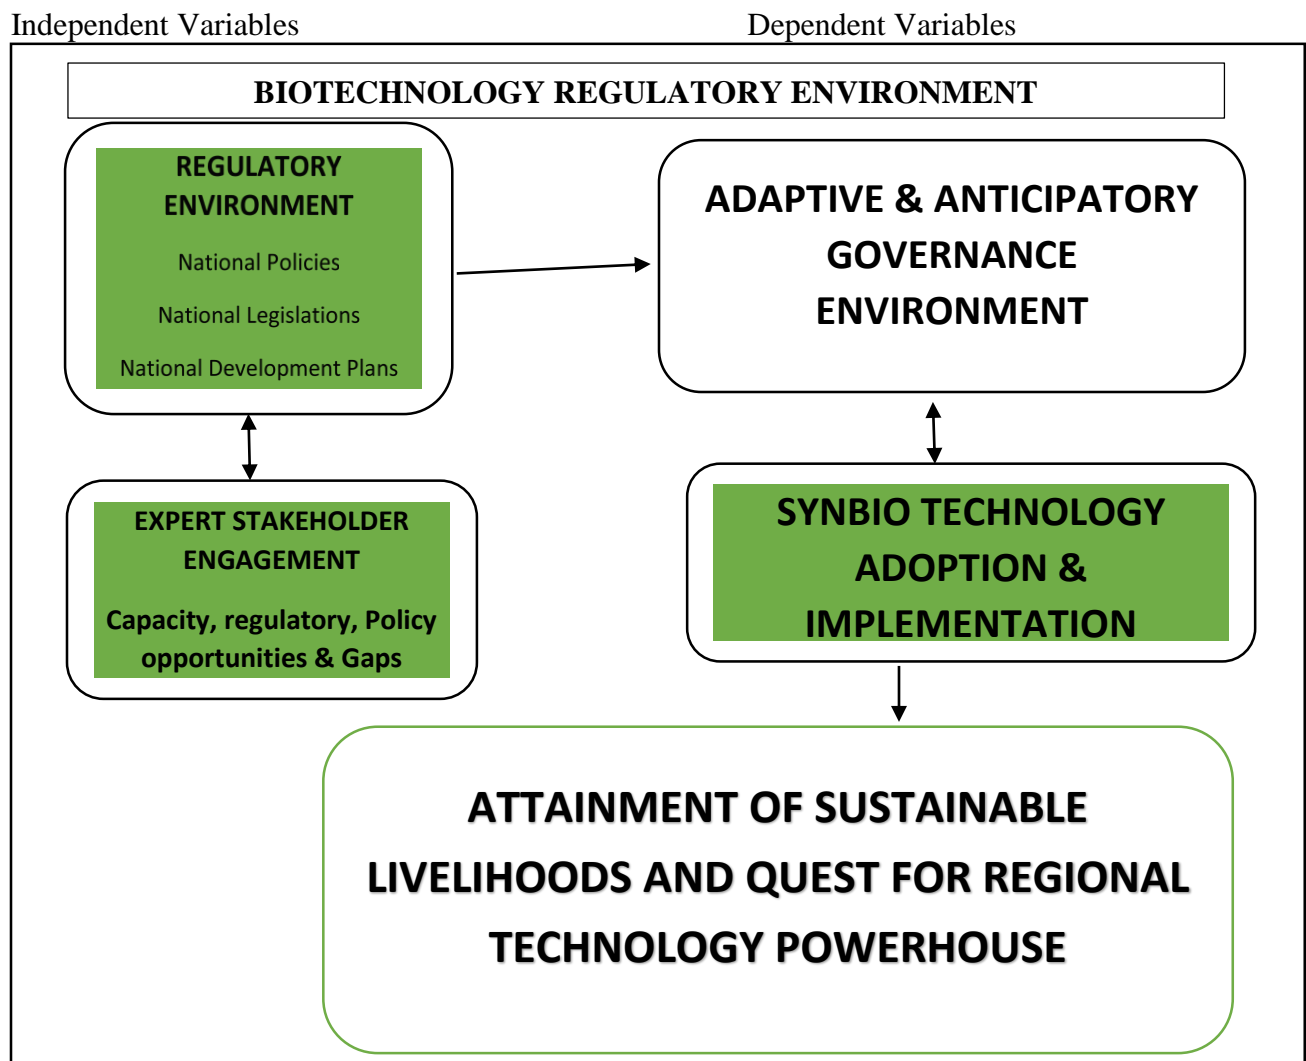 Independent Variables
Dependent Variables
BIOTECHNOLOGY REGULATORY ENVIRONMENT
REGULATORY
ENVIRONMENT
National Policies
National Legislations
National Development Plans
ADAPTIVE & ANTICIPATORY
GOVERNANCE
ENVIRONMENT
EXPERT STAKEHOLDER
ENGAGEMENT
Capacity, regulatory, Policy
opportunities & Gaps
SYNBIO TECHNOLOGY
ADOPTION &
IMPLEMENTATION
ATTAINMENT OF SUSTAINABLE
LIVELIHOODS AND QUEST FOR REGIONAL
TECHNOLOGY POWERHOUSE